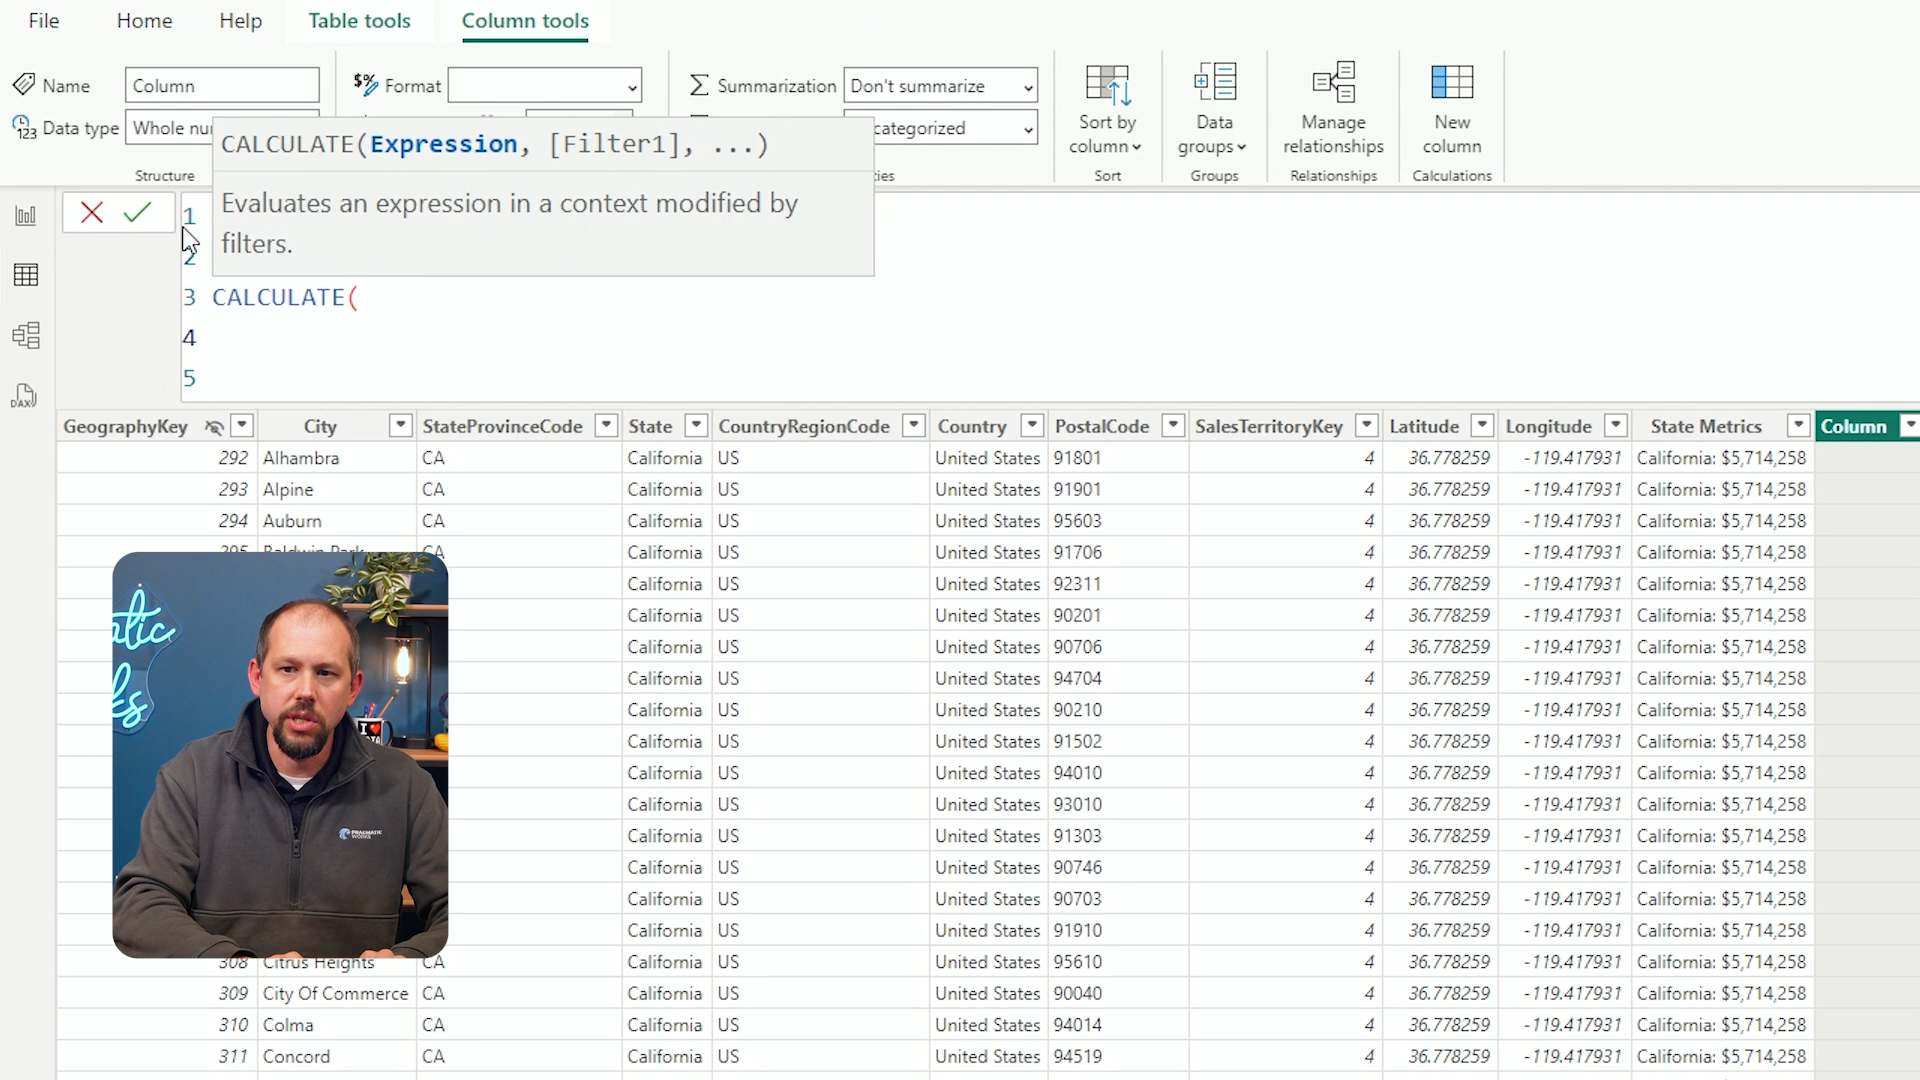 File Home Help Table tools Column tools
Name Column Format Summarization Don't summarize
Data type Whole nu categorized
Sort by column Data groups Manage relationships New column
Structure ies Sort Groups Relationships Calculations
CALCULATE(Expression, [Filter1], ...)
Evaluates an expression in a context modified by
filters.
1
2
3 CALCULATE(
4
5
GeographyKey City StateProvinceCode State CountryRegionCode Country PostalCode SalesTerritoryKey Latitude Longitude State Metrics Column
292 Alhambra CA California US United States 91801 4 36.778259 -119.417931 California: $5,714,258
293 Alpine CA California US United States 91901 4 36.778259 -119.417931 California: $5,714,258
294 Auburn CA California US United States 95603 4 36.778259 -119.417931 California: $5,714,258
295 Baldwin Park CA California US United States 91706 4 36.778259 -119.417931 California: $5,714,258
California US United States 92311 4 36.778259 -119.417931 California: $5,714,258
California US United States 90201 4 36.778259 -119.417931 California: $5,714,258
California US United States 90706 4 36.778259 -119.417931 California: $5,714,258
California US United States 94704 4 36.778259 -119.417931 California: $5,714,258
California US United States 90210 4 36.778259 -119.417931 California: $5,714,258
California US United States 91502 4 36.778259 -119.417931 California: $5,714,258
California US United States 94010 4 36.778259 -119.417931 California: $5,714,258
California US United States 93010 4 36.778259 -119.417931 California: $5,714,258
California US United States 91303 4 36.778259 -119.417931 California: $5,714,258
California US United States 90746 4 36.778259 -119.417931 California: $5,714,258
California US United States 90703 4 36.778259 -119.417931 California: $5,714,258
California US United States 91910 4 36.778259 -119.417931 California: $5,714,258
308 Citrus Heights CA California US United States 95610 4 36.778259 -119.417931 California: $5,714,258
309 City Of Commerce CA California US United States 90040 4 36.778259 -119.417931 California: $5,714,258
310 Colma CA California US United States 94014 4 36.778259 -119.417931 California: $5,714,258
311 Concord CA California US United States 94519 4 36.778259 -119.417931 California: $5,714,258
atic
ks
PRAGMATIC
WORKS